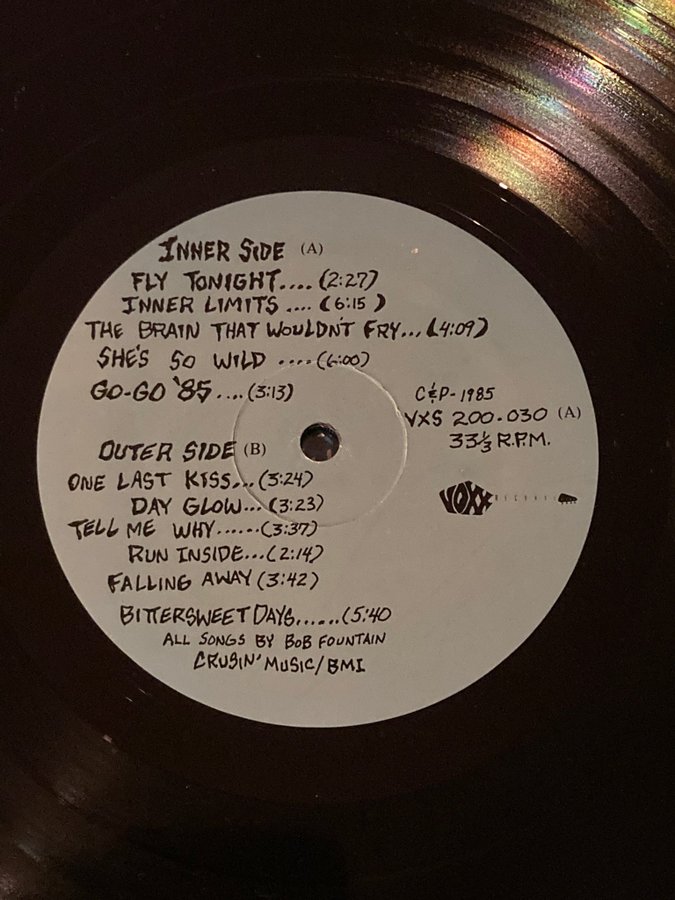 INNER SIDE (A)
FLY TONIGHT.... (2:27)
INNER LIMITS .... (6:15)
THE BRAIN THAT WOULDN'T FRY... (4:09)
SHE'S SO WILD .... (6:00)
GO-GO '85 .... (3:13)
C&P-1985
VXS 200.030 (A)
33⅓ R.P.M.
VOXX RECORDS
OUTER SIDE (B)
ONE LAST KISS... (3:24)
DAY GLOW... (3:23)
TELL ME WHY...... (3:37)
RUN INSIDE... (2:14)
FALLING AWAY (3:42)
BITTERSWEET DAYS...... (5:40
ALL SONGS BY BOB FOUNTAIN
CRUSIN' MUSIC/BMI